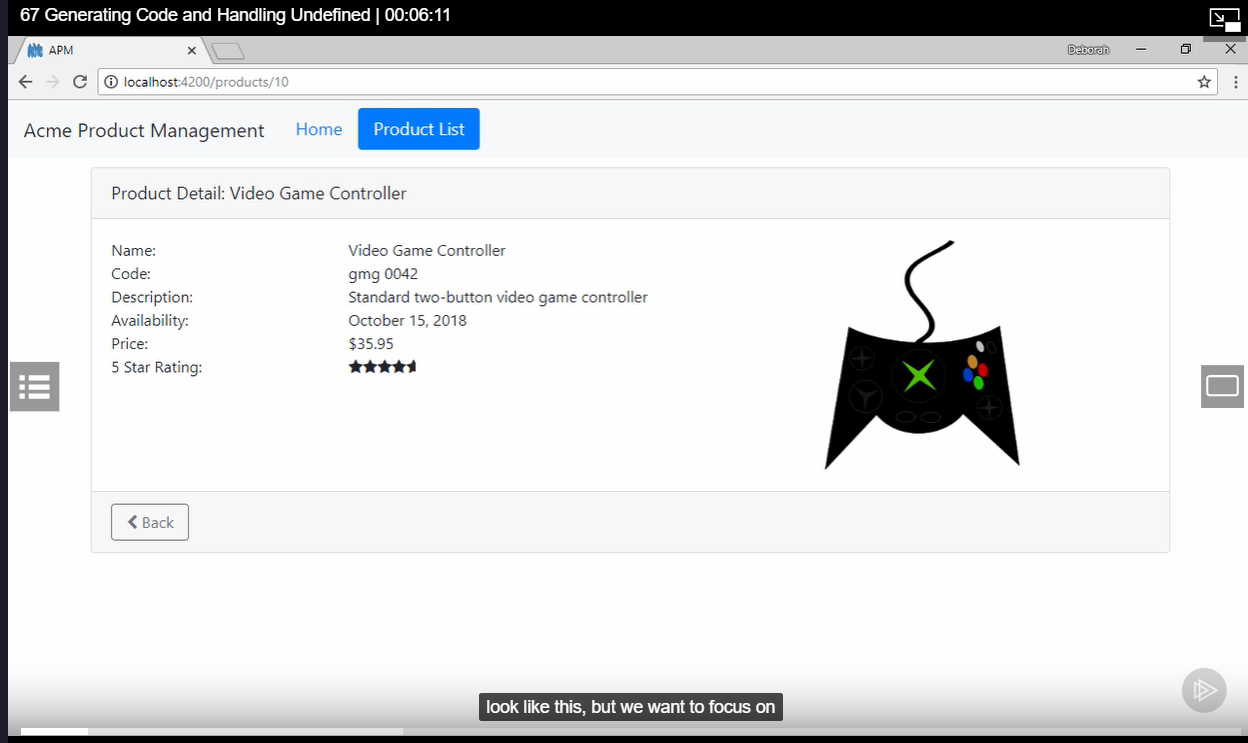 67 Generating Code and Handling Undefined | 00:06:11
APM
Deborah
localhost:4200/products/10
Acme Product Management Home Product List
Product Detail: Video Game Controller
Name: Video Game Controller
Code: gmg 0042
Description: Standard two-button video game controller
Availability: October 15, 2018
Price: $35.95
5 Star Rating:
Back
look like this, but we want to focus on